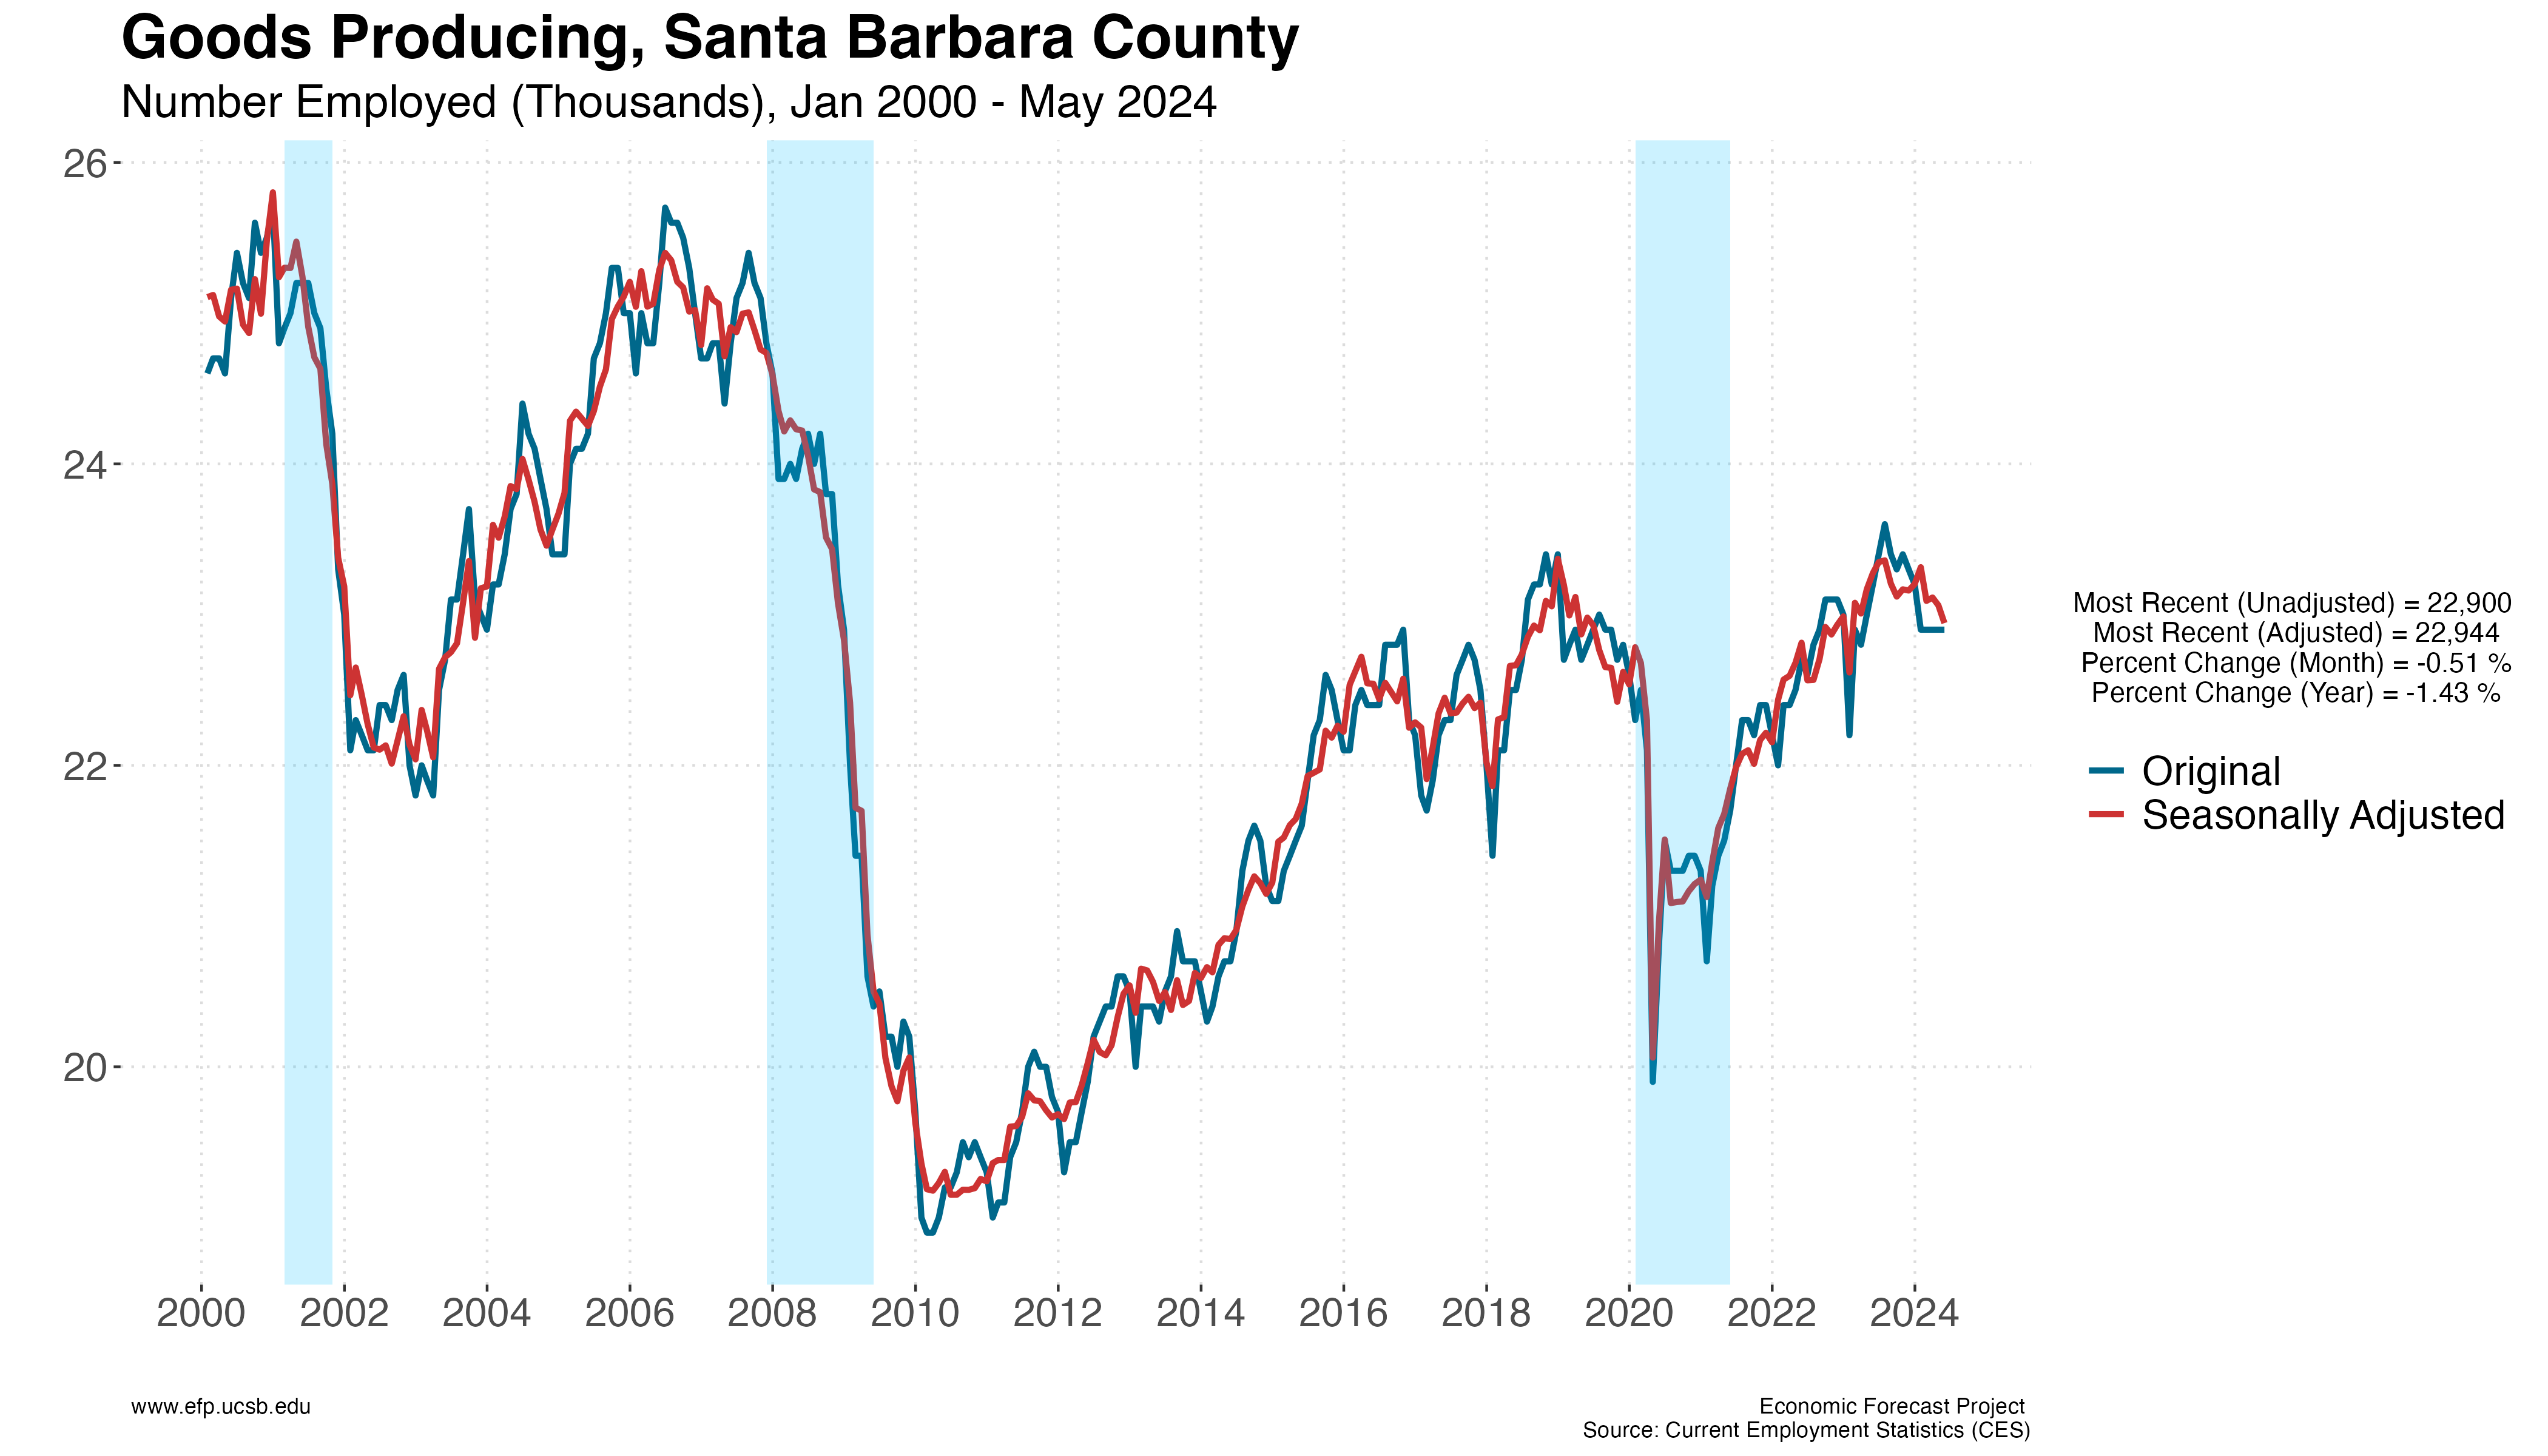 Goods Producing, Santa Barbara County
Number Employed (Thousands), Jan 2000 - May 2024
26
24
22
20
2000 2002 2004 2006 2008 2010 2012 2014 2016 2018 2020 2022 2024
Most Recent (Unadjusted) = 22,900
Most Recent (Adjusted) = 22,944
Percent Change (Month) = -0.51 %
Percent Change (Year) = -1.43 %
Original
Seasonally Adjusted
www.efp.ucsb.edu
Economic Forecast Project
Source: Current Employment Statistics (CES)